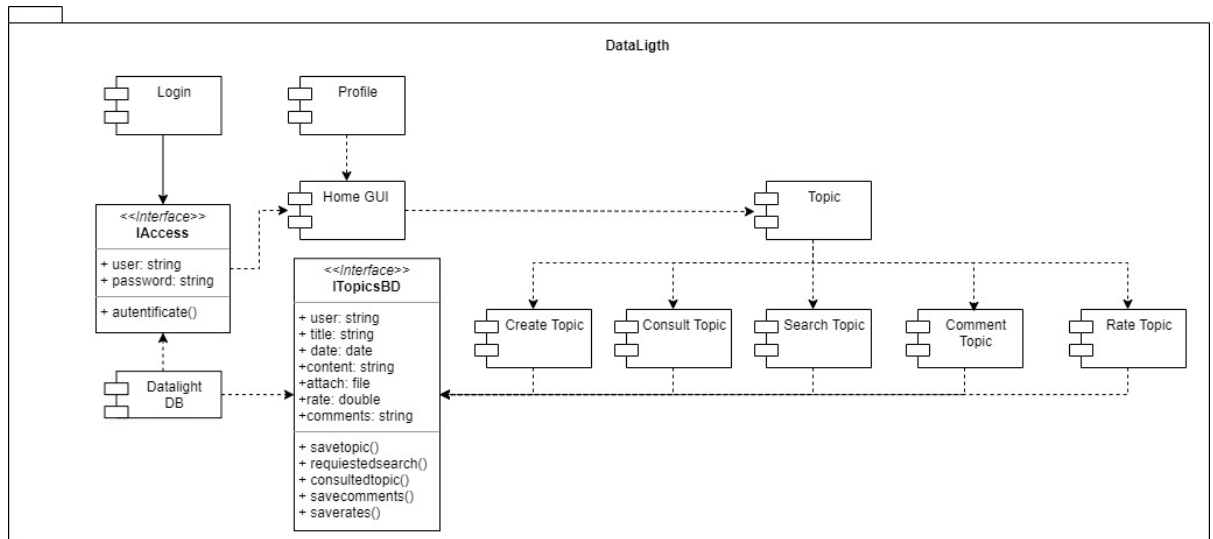 DataLigth
Login
Profile
Home GUI
Topic
<<Interface>>
IAccess
+ user: string
+ password: string
+ autentificate()
<<Interface>>
ITopicsBD
+ user: string
+ title: string
+ date: date
+content: string
+attach: file
+rate: double
+comments: string
+ savetopic()
+ requiestedsearch()
+ consultedtopic()
+ savecomments()
+ saverates()
Create Topic
Consult Topic
Search Topic
Comment
Topic
Rate Topic
Datalight
DB